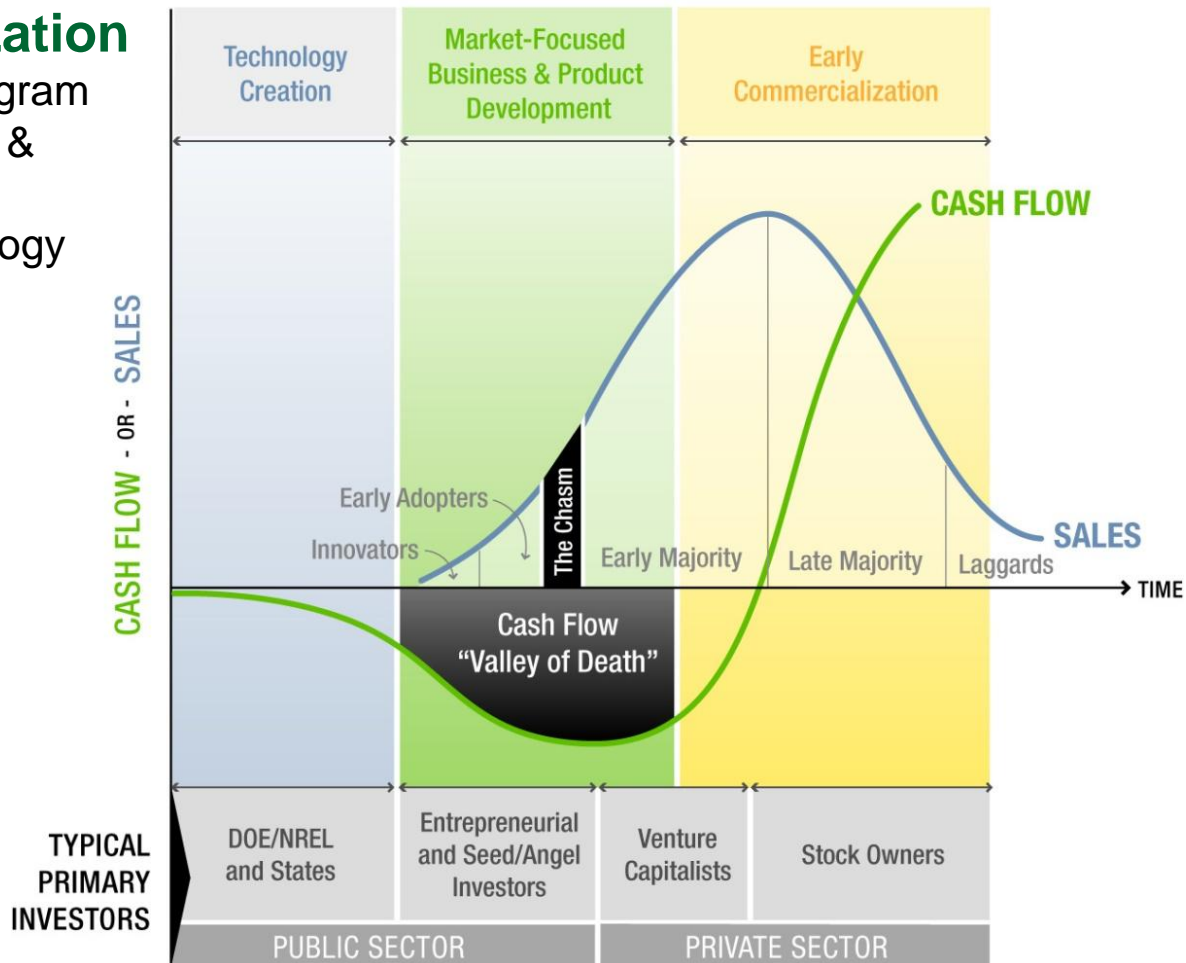 ation
gram
&
ogy
Technology
Creation
Market-Focused
Business & Product
Development
Early
Commercialization
CASH FLOW
CASH FLOW - OR - SALES
Early Adopters
Innovators
The Chasm
Early Majority
Late Majority
Laggards
SALES
TIME
Cash Flow
“Valley of Death”
TYPICAL
PRIMARY
INVESTORS
DOE/NREL
and States
Entrepreneurial
and Seed/Angel
Investors
Venture
Capitalists
Stock Owners
PUBLIC SECTOR
PRIVATE SECTOR